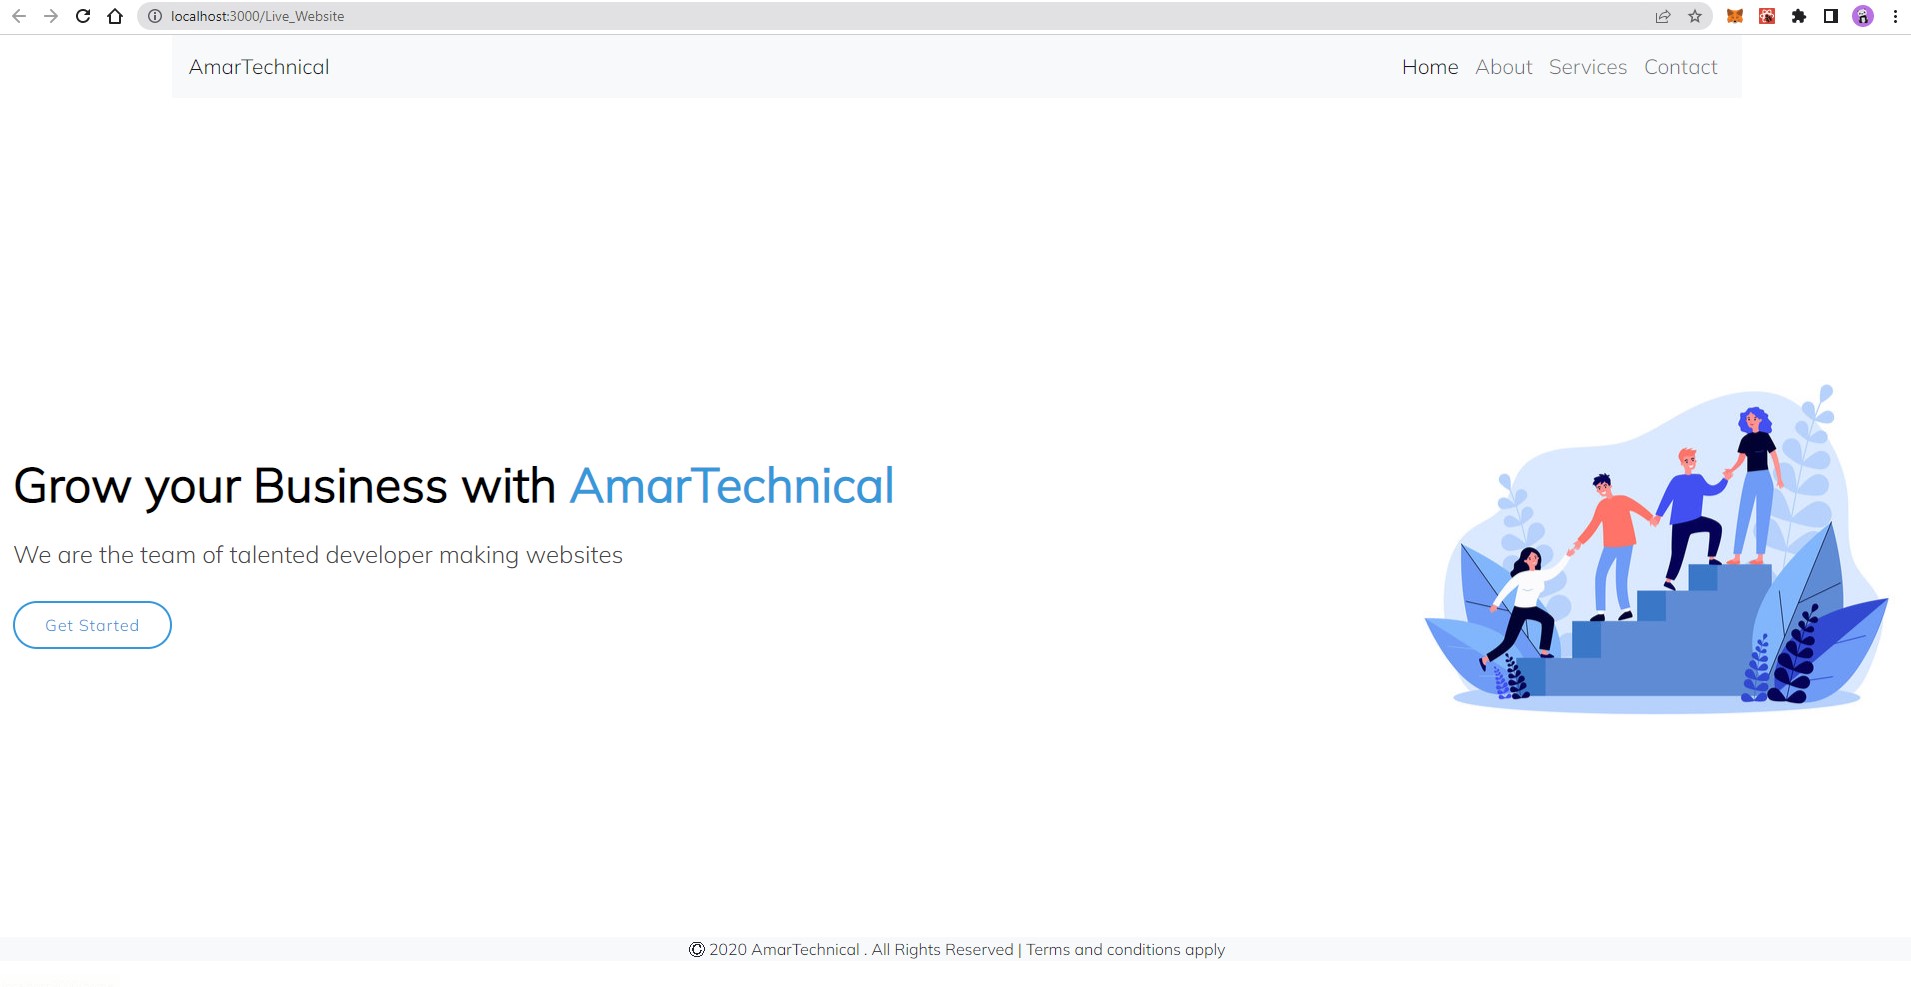 localhost:3000/Live_Website
AmarTechnical Home About Services Contact
Grow your Business with AmarTechnical
We are the team of talented developer making websites
Get Started
© 2020 AmarTechnical . All Rights Reserved | Terms and conditions apply